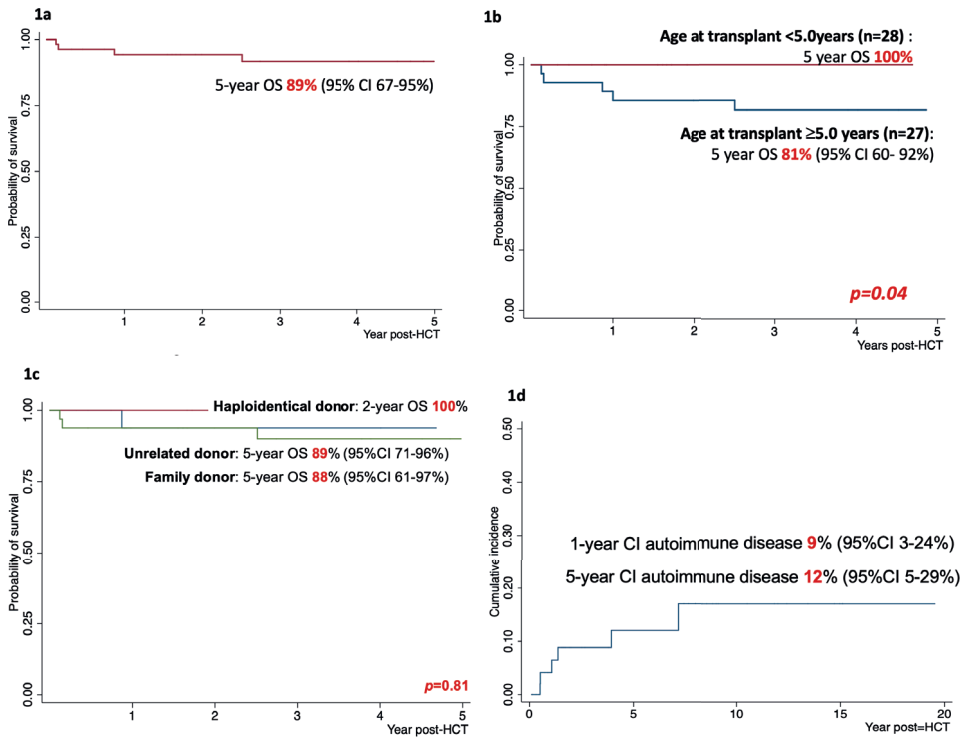 1a
1.00
0.75
0.50
0.25
0.00
Probability of survival
5-year OS 89% (95% CI 67-95%)
1 2 3 4 5
Year post-HCT
1b
Age at transplant <5.0years (n=28) :
5 year OS 100%
1.00
0.75
0.50
0.25
0.00
Probability of survival
Age at transplant ≥5.0 years (n=27):
5 year OS 81% (95% CI 60- 92%)
p=0.04
1 2 3 4 5
Years post-HCT
1c
1.00
0.75
0.50
0.25
0.00
Probability of survival
Haploidentical donor: 2-year OS 100%
Unrelated donor: 5-year OS 89% (95%CI 71-96%)
Family donor: 5-year OS 88% (95%CI 61-97%)
p=0.81
1 2 3 4 5
Year post-HCT
1d
0.50
0.40
0.30
0.20
0.10
0.00
Cumulative incidence
1-year CI autoimmune disease 9% (95%CI 3-24%)
5-year CI autoimmune disease 12% (95%CI 5-29%)
0 5 10 15 20
Year post=HCT